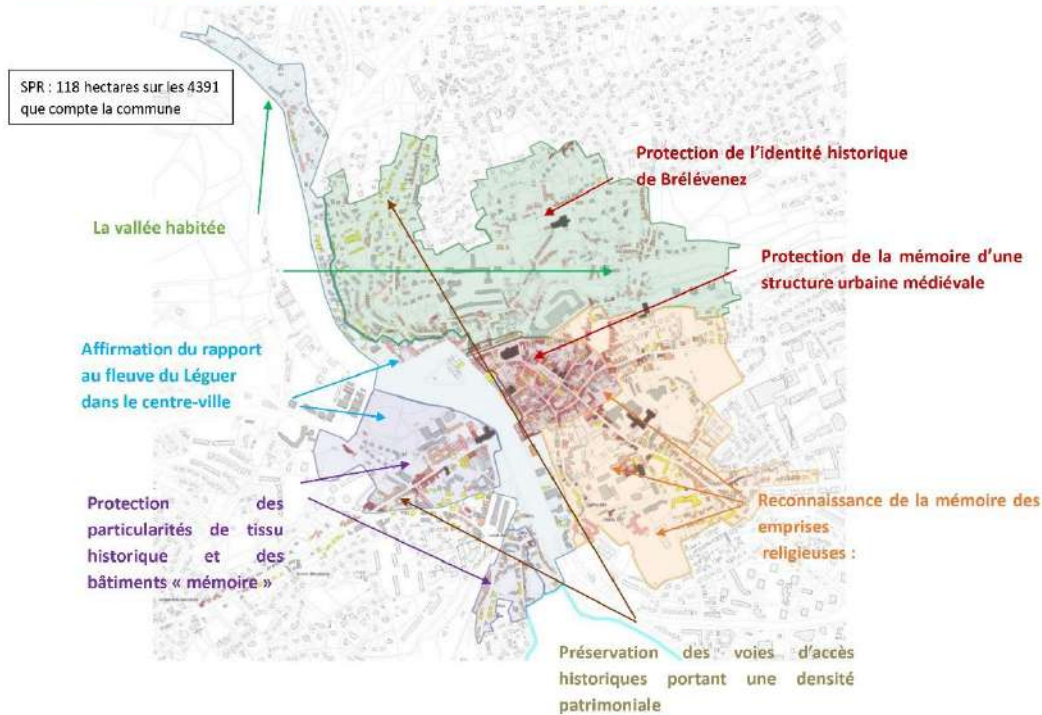 SPR : 118 hectares sur les 4391
que compte la commune
Protection de l'identité historique
de Brélévenez
La vallée habitée
Protection de la mémoire d'une
structure urbaine médiévale
Affirmation du rapport
au fleuve du Léguer
dans le centre-ville
Protection des
particularités de tissu
historique et des
bâtiments « mémoire »
Reconnaissance de la mémoire des
emprises
religieuses :
Préservation des voies d'accès
historiques portant une densité
patrimoniale